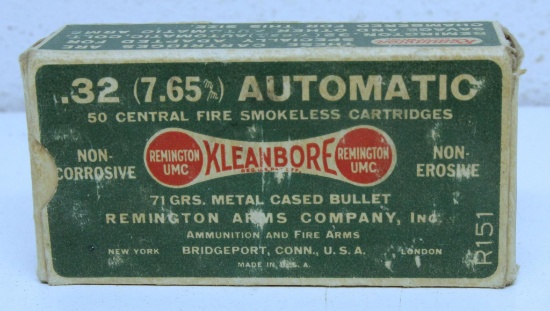 .32 (7.65 m/m.) AUTOMATIC
50 CENTRAL FIRE SMOKELESS CARTRIDGES
NON-CORROSIVE
REMINGTON UMC
KLEANBORE
REMINGTON UMC
NON-EROSIVE
71 GRS. METAL CASED BULLET
REMINGTON ARMS COMPANY, INC.
AMMUNITION AND FIRE ARMS
NEW YORK BRIDGEPORT, CONN., U.S.A. LONDON
MADE IN U.S.A.
R151